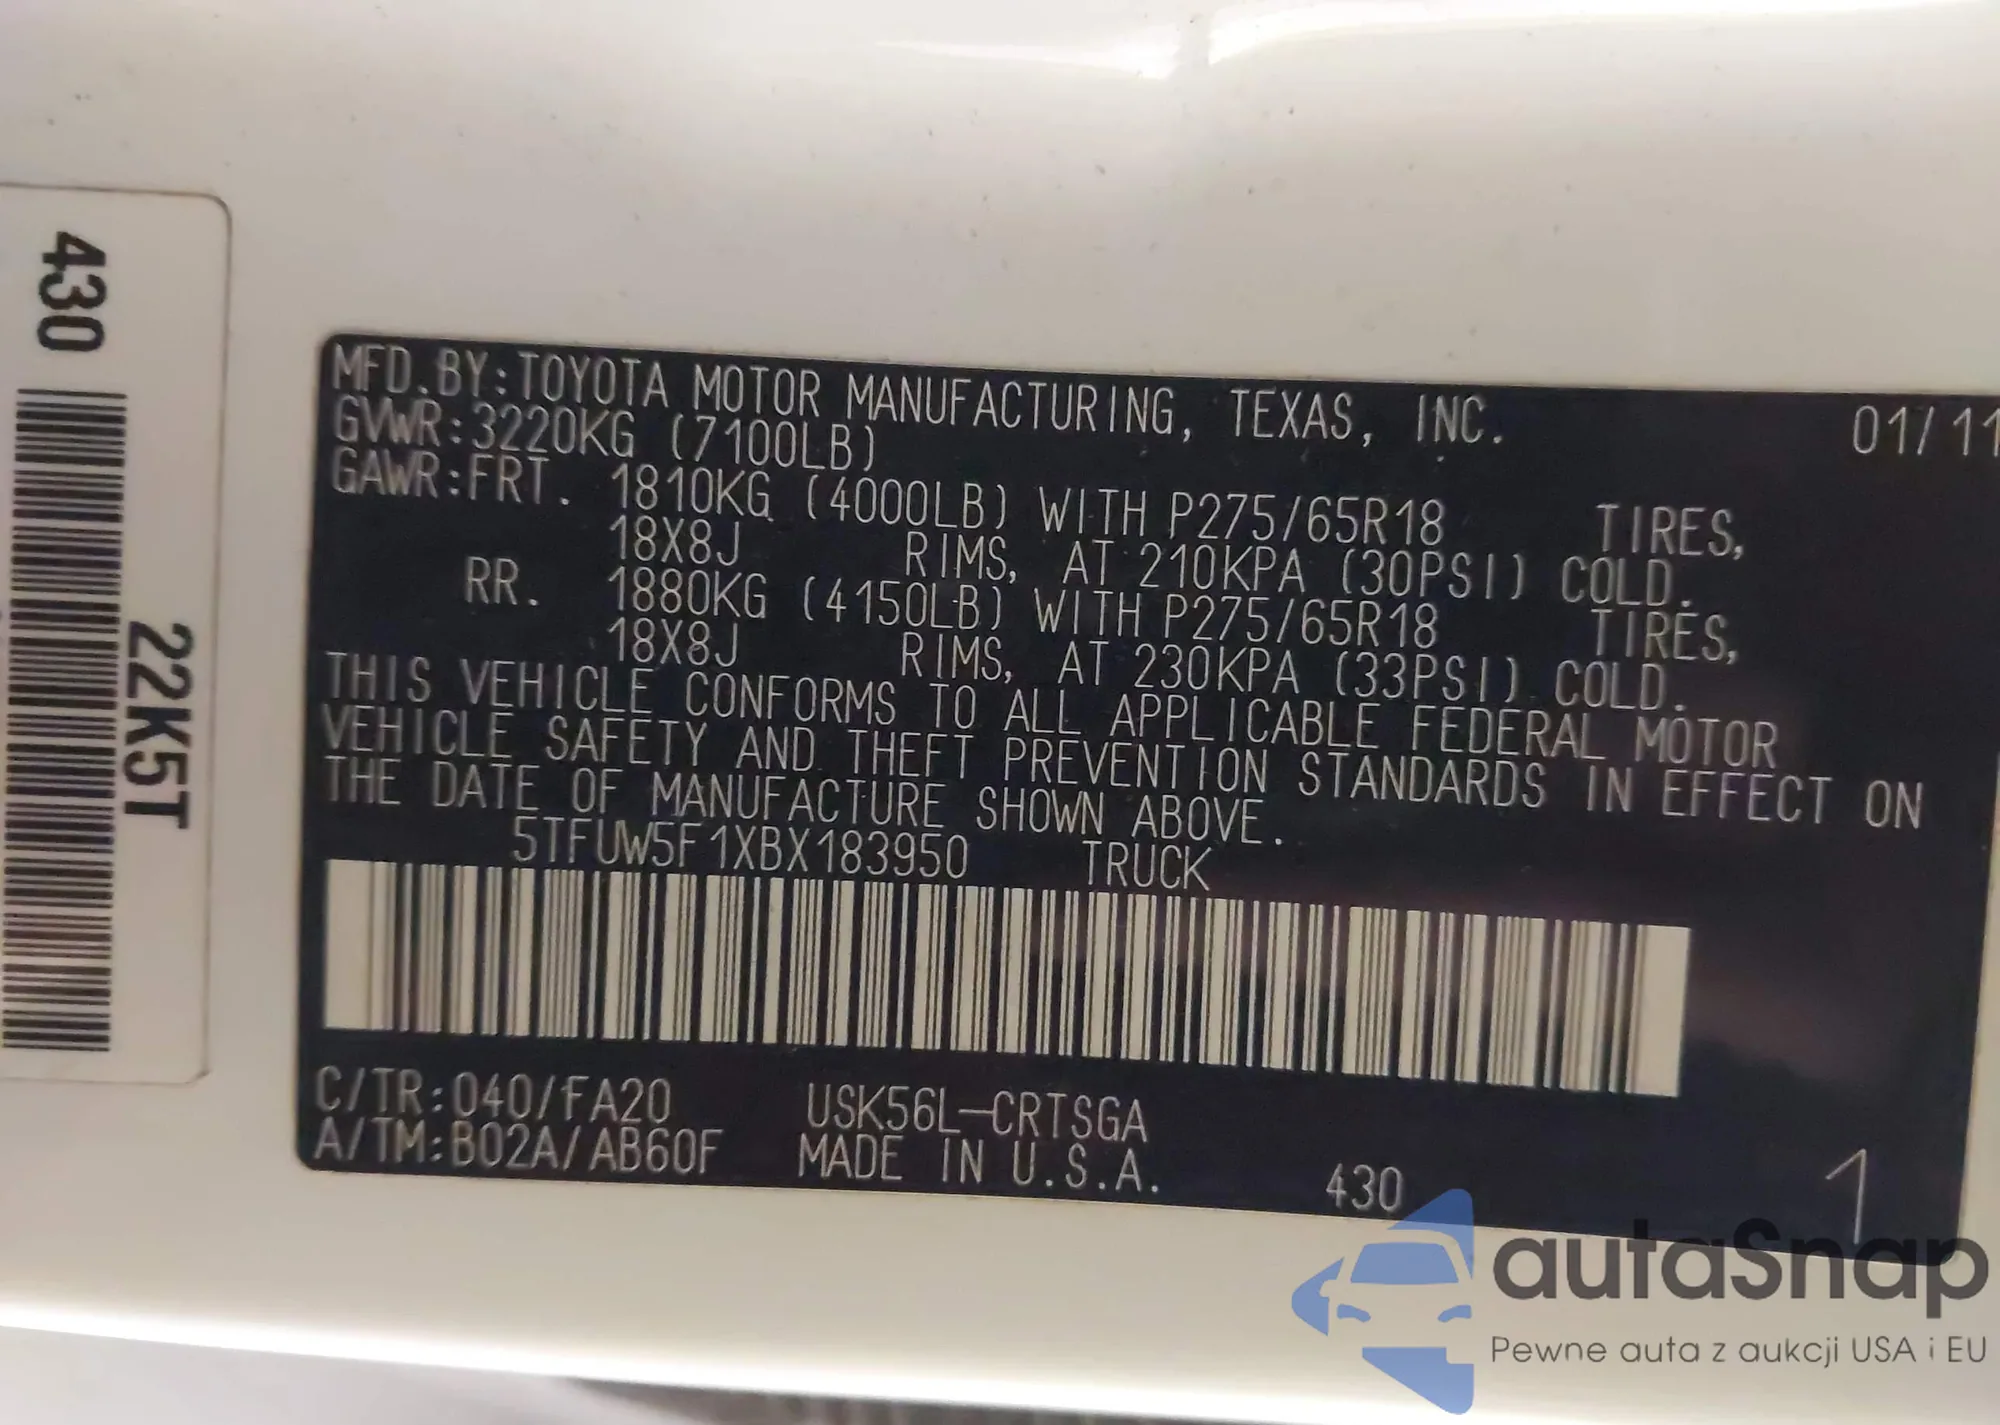 430
22K5T
MFD.BY:TOYOTA MOTOR MANUFACTURING, TEXAS, INC. 01/11
GVWR:3220KG (7100LB)
GAWR:FRT. 1810KG (4000LB) WITH P275/65R18 TIRES,
18X8J RIMS, AT 210KPA (30PSI) COLD.
RR. 1880KG (4150LB) WITH P275/65R18 TIRES,
18X8J RIMS, AT 230KPA (33PSI) COLD.
THIS VEHICLE CONFORMS TO ALL APPLICABLE FEDERAL MOTOR
VEHICLE SAFETY AND THEFT PREVENTION STANDARDS IN EFFECT ON
THE DATE OF MANUFACTURE SHOWN ABOVE.
5TFUW5F1XBX183950 TRUCK
C/TR:040/FA20 USK56L-CRTSGA
A/TM:B02A/AB60F MADE IN U.S.A. 430 1
autaSnap
Pewne auta z aukcji USA i EU